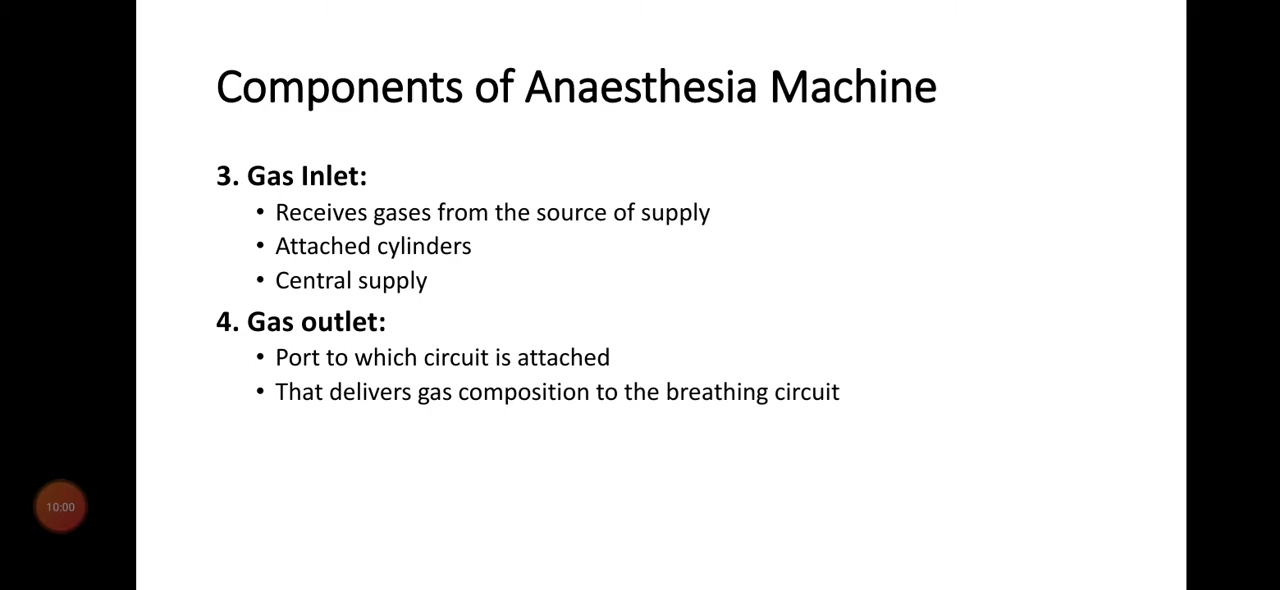 Components of Anaesthesia Machine
3. Gas Inlet:
• Receives gases from the source of supply
• Attached cylinders
• Central supply
4. Gas outlet:
• Port to which circuit is attached
• That delivers gas composition to the breathing circuit
10:00